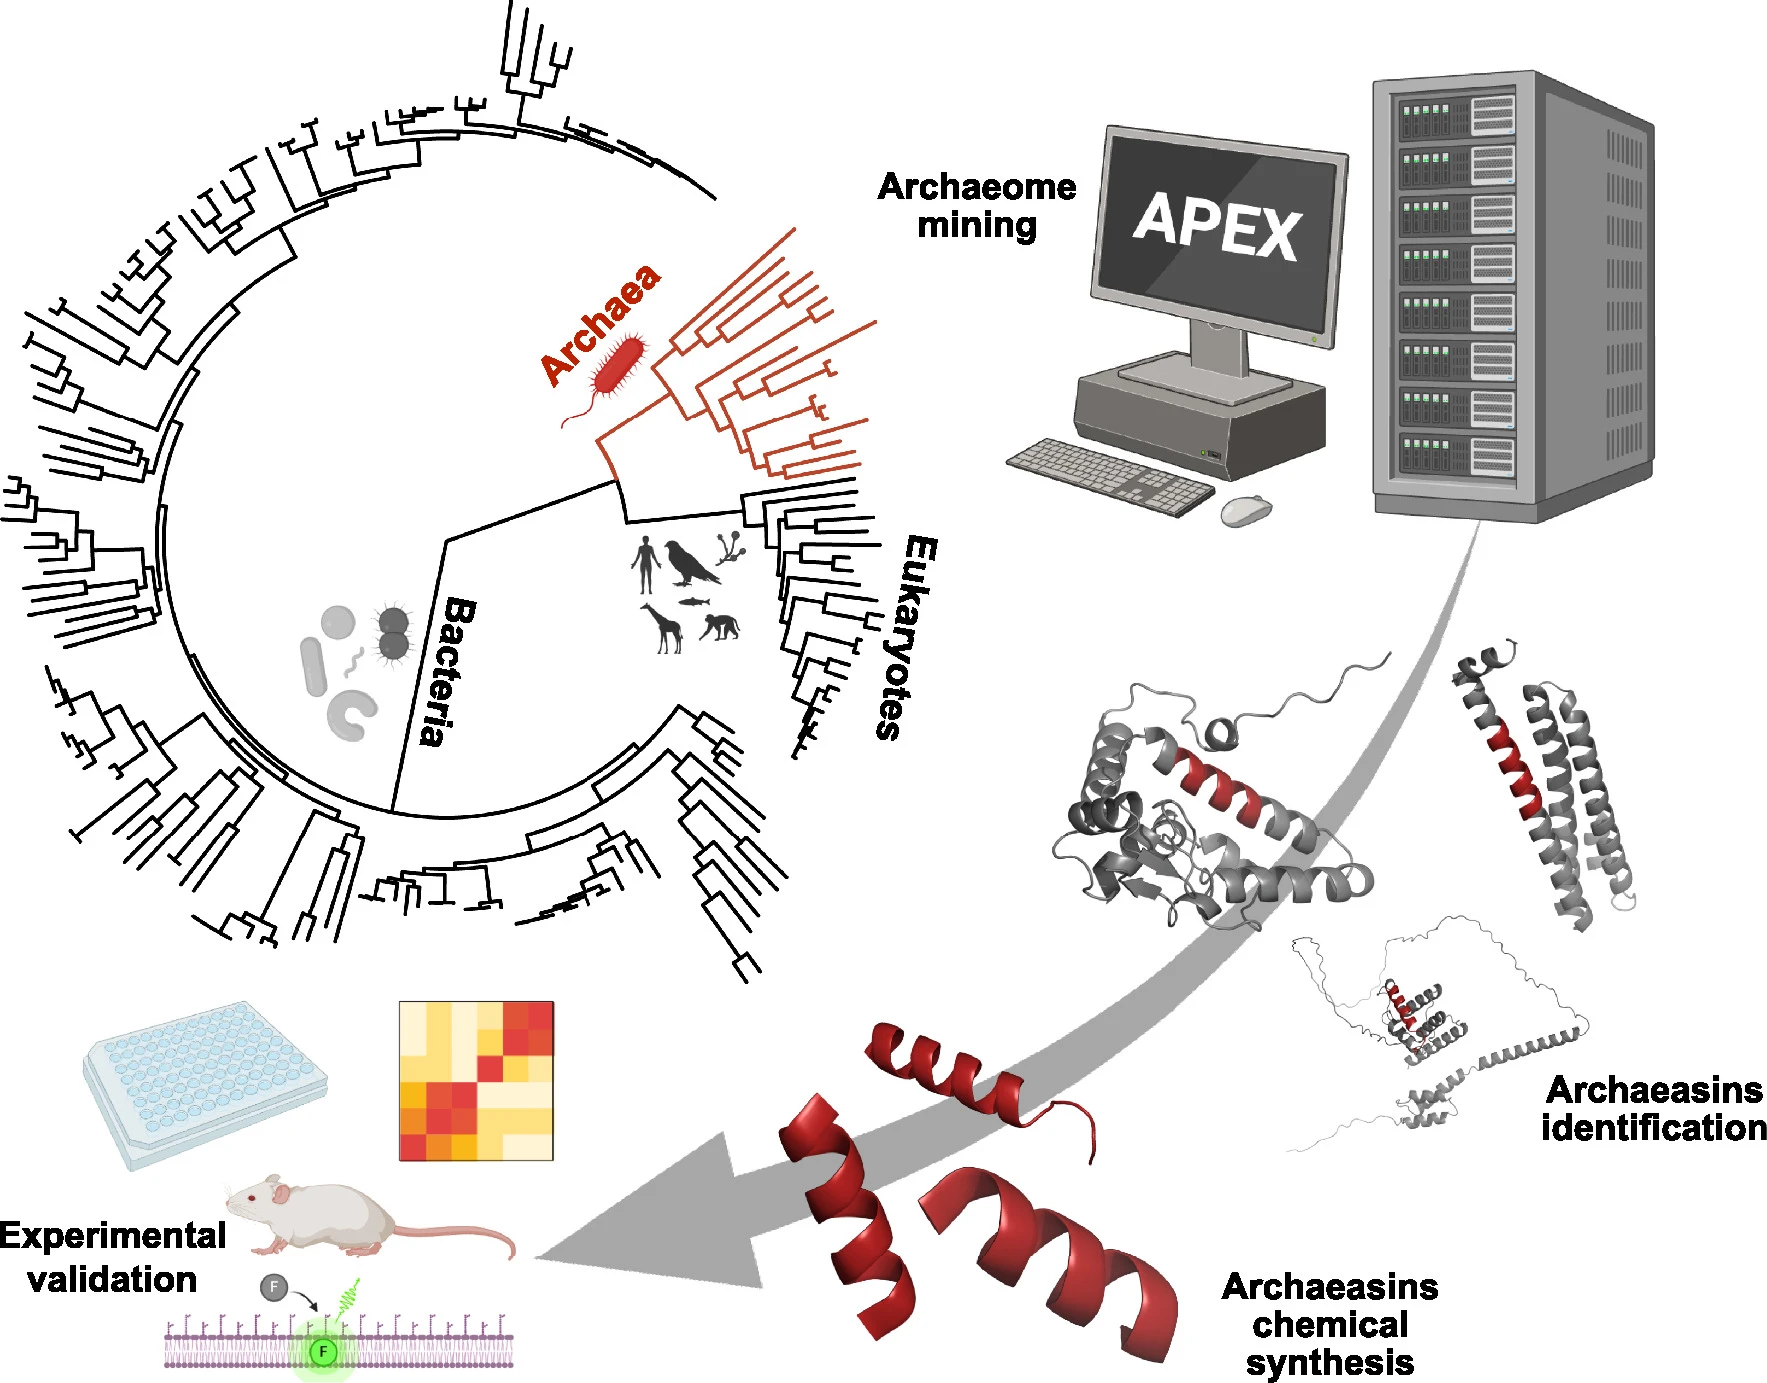 Archaeome
mining
APEX
Archaea
Bacteria
Eukaryotes
Archaeasins
identification
Archaeasins
chemical
synthesis
Experimental
validation
F
F